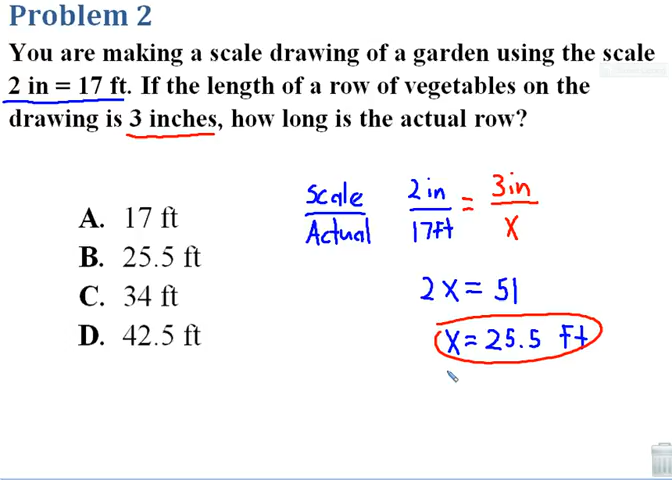 Problem 2
You are making a scale drawing of a garden using the scale
2 in = 17 ft. If the length of a row of vegetables on the
drawing is 3 inches, how long is the actual row?
A. 17 ft
B. 25.5 ft
C. 34 ft
D. 42.5 ft
Scale
Actual
2 in
17ft
=
3 in
x
2x = 51
x = 25.5 ft